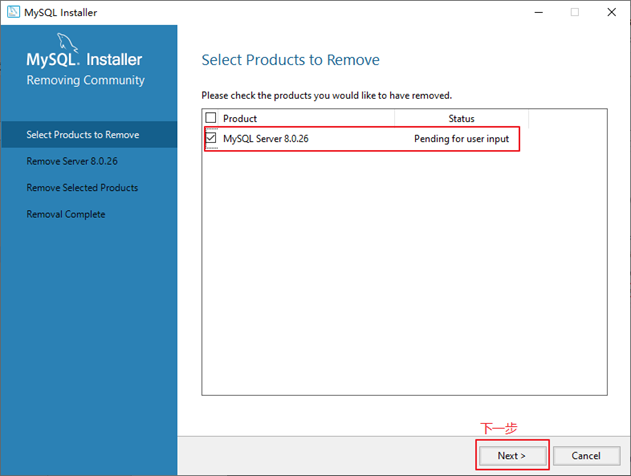 MySQL Installer
MySQL. Installer
Removing Community
Select Products to Remove
Remove Server 8.0.26
Remove Selected Products
Removal Complete
Select Products to Remove
Please check the products you would like to have removed.
Product Status
MySQL Server 8.0.26 Pending for user input
下一步
Next > Cancel